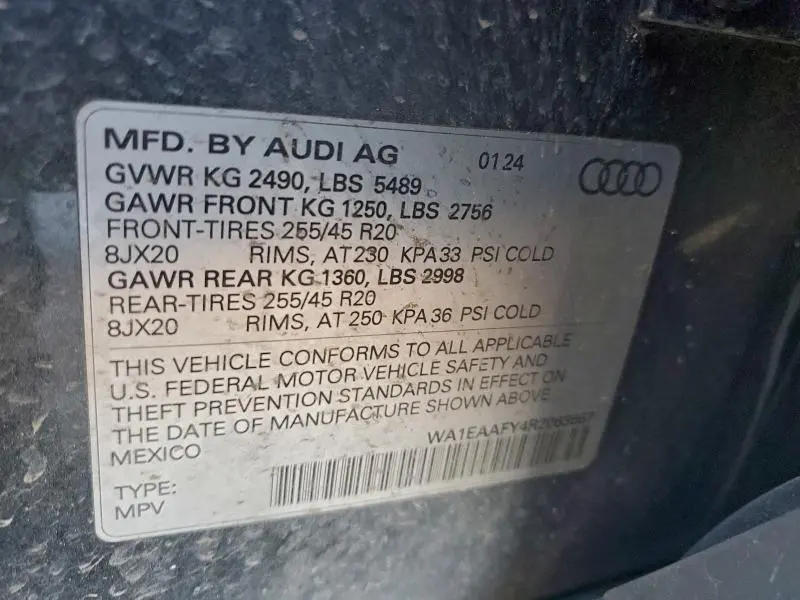 MFD. BY AUDI AG 01 24
GVWR KG 2490, LBS 5489
GAWR FRONT KG 1250, LBS 2756
FRONT-TIRES 255/45 R20
8JX20 RIMS, AT 230 KPA 33 PSI COLD
GAWR REAR KG 1360, LBS 2998
REAR-TIRES 255/45 R20
8JX20 RIMS, AT 250 KPA 36 PSI COLD
THIS VEHICLE CONFORMS TO ALL APPLICABLE
U.S. FEDERAL MOTOR VEHICLE SAFETY AND
THEFT PREVENTION STANDARDS IN EFFECT ON
THE DATE OF MANUFACTURE SHOWN ABOVE
MEXICO
TYPE:
MPV